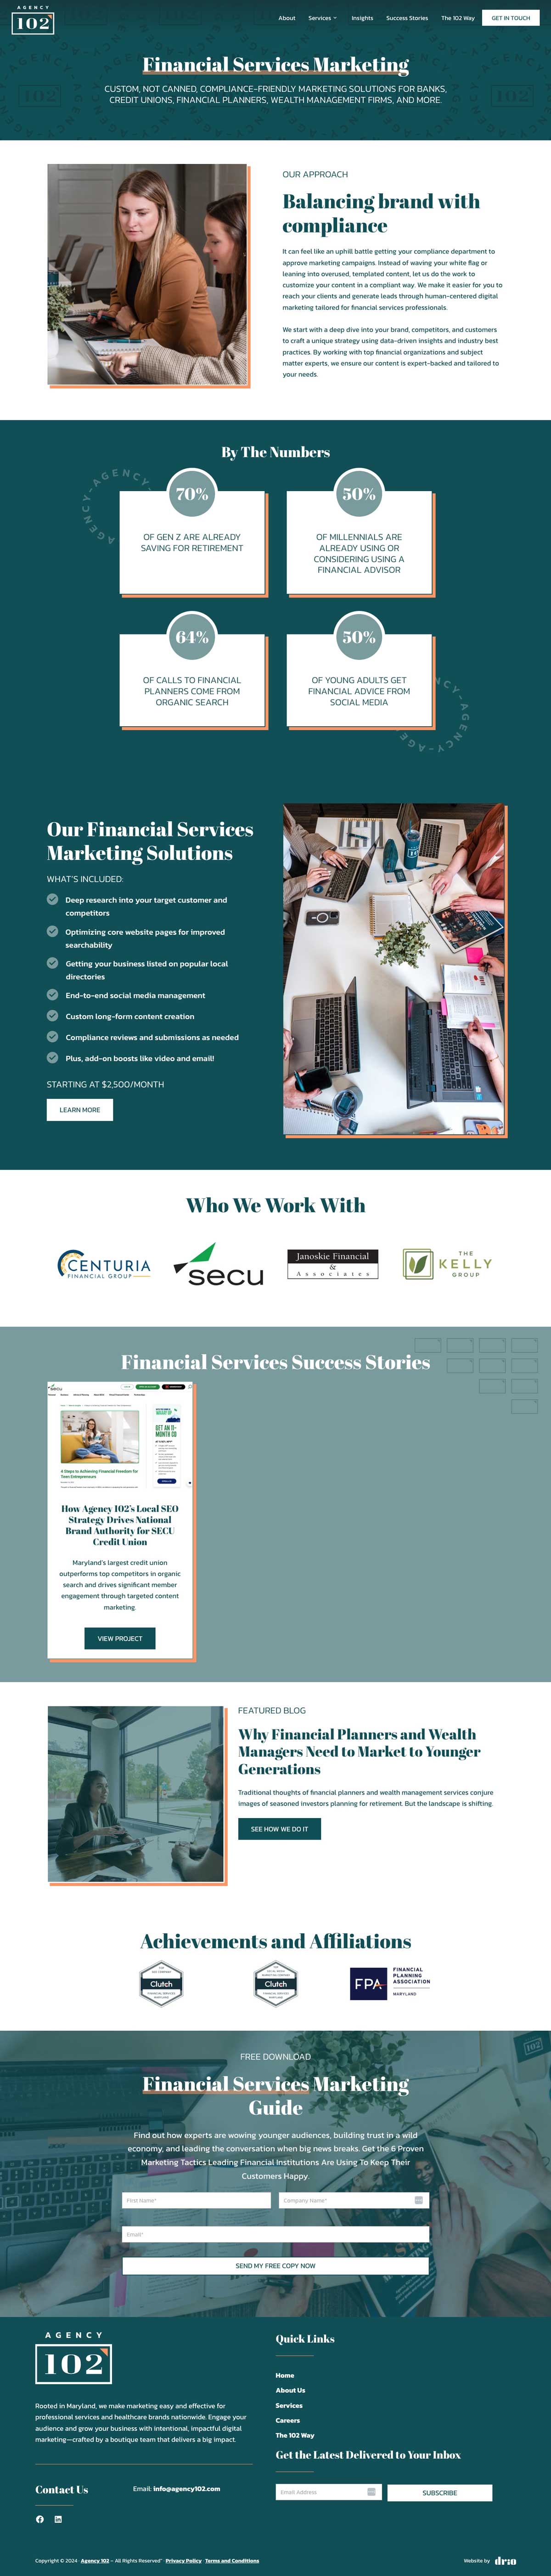 AGENCY
102
About
Services
Insights
Success Stories
The 102 Way
GET IN TOUCH
Financial Services Marketing
CUSTOM, NOT CANNED, COMPLIANCE-FRIENDLY MARKETING SOLUTIONS FOR BANKS,
CREDIT UNIONS, FINANCIAL PLANNERS, WEALTH MANAGEMENT FIRMS, AND MORE.
OUR APPROACH
Balancing brand with
compliance
It can feel like an uphill battle getting your compliance department to
approve marketing campaigns. Instead of waving your white flag or
leaning into overused, templated content, let us do the work to
customize your content in a compliant way. We make it easier for you to
reach your clients and generate leads through human-centered digital
marketing tailored for financial services professionals.
We start with a deep dive into your brand, competitors, and customers
to craft a unique strategy using data-driven insights and industry best
practices. By working with top financial organizations and subject
matter experts, we ensure our content is expert-backed and tailored to
your needs.
By The Numbers
70%
OF GEN Z ARE ALREADY
SAVING FOR RETIREMENT
50%
OF MILLENNIALS ARE
ALREADY USING OR
CONSIDERING USING A
FINANCIAL ADVISOR
64%
OF CALLS TO FINANCIAL
PLANNERS COME FROM
ORGANIC SEARCH
50%
OF YOUNG ADULTS GET
FINANCIAL ADVICE FROM
SOCIAL MEDIA
Our Financial Services
Marketing Solutions
WHAT'S INCLUDED:
Deep research into your target customer and
competitors
Optimizing core website pages for improved
searchability
Getting your business listed on popular local
directories
End-to-end social media management
Custom long-form content creation
Compliance reviews and submissions as needed
Plus, add-on boosts like video and email!
STARTING AT $2,500/MONTH
LEARN MORE
Who We Work With
CENTURIA
FINANCIAL GROUP
secu
Janoskie Financial
&
Associates
THE
KELLY
GROUP
Financial Services Success Stories
secu
GET AN 11-
MONTH CD
4 Steps to Achieving Financial Freedom for
Teen Entrepreneurs
How Agency 102's Local SEO
Strategy Drives National
Brand Authority for SECU
Credit Union
Maryland's largest credit union
outperforms top competitors in organic
search and drives significant member
engagement through targeted content
marketing.
VIEW PROJECT
FEATURED BLOG
Why Financial Planners and Wealth
Managers Need to Market to Younger
Generations
Traditional thoughts of financial planners and wealth management services conjure
images of seasoned investors planning for retirement. But the landscape is shifting.
SEE HOW WE DO IT
Achievements and Affiliations
Clutch
Clutch
FPA
FINANCIAL
PLANNING
ASSOCIATION
MARYLAND
FREE DOWNLOAD
Financial Services Marketing
Guide
Find out how experts are wowing younger audiences, building trust in a wild
economy, and leading the conversation when big news breaks. Get the 6 Proven
Marketing Tactics Leading Financial Institutions Are Using To Keep Their
Customers Happy.
First Name*
Company Name*
Email*
SEND MY FREE COPY NOW
AGENCY
102
Rooted in Maryland, we make marketing easy and effective for
professional services and healthcare brands nationwide. Engage your
audience and grow your business with intentional, impactful digital
marketing—crafted by a boutique team that delivers a big impact.
Contact Us
Email: info@agency102.com
Quick Links
Home
About Us
Services
Careers
The 102 Way
Get the Latest Delivered to Your Inbox
Email Address
SUBSCRIBE
Copyright © 2024 · Agency 102 – All Rights Reserved · Privacy Policy · Terms and Conditions
Website by drio